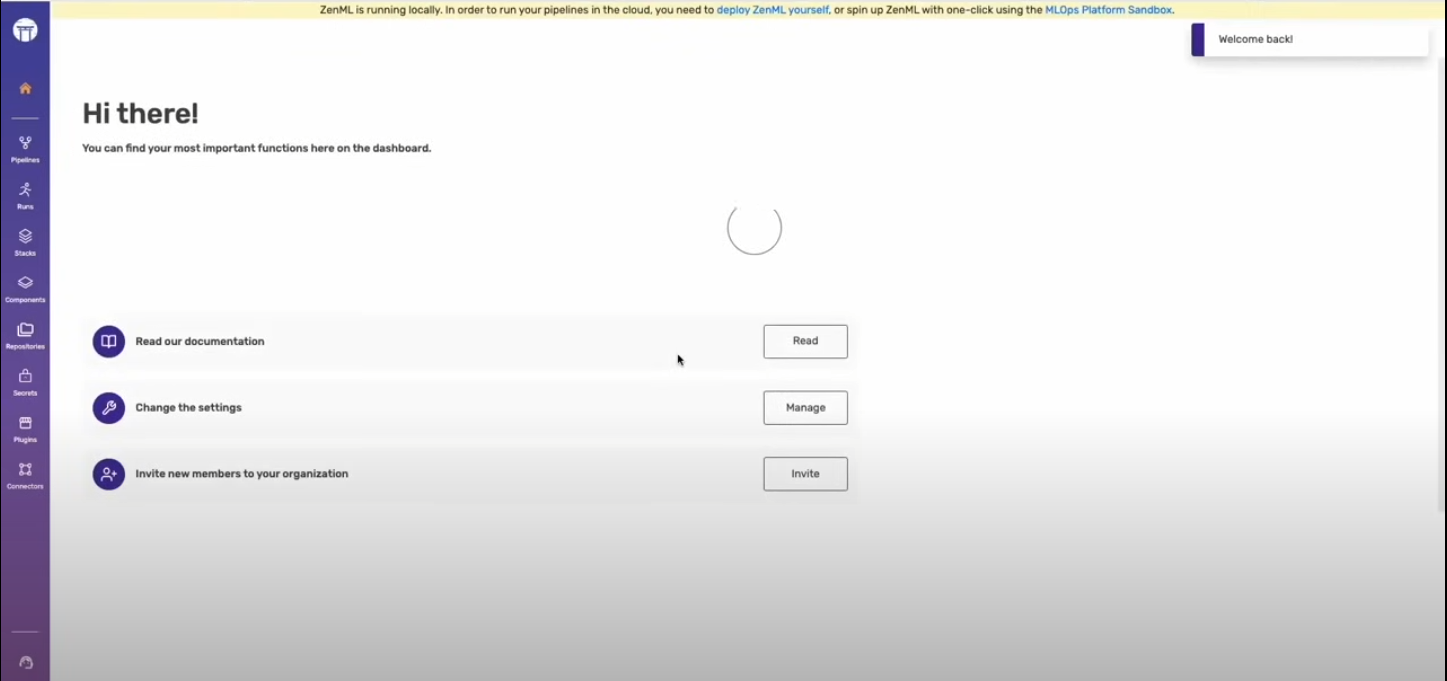 ZenML is running locally. In order to run your pipelines in the cloud, you need to deploy ZenML yourself, or spin up ZenML with one-click using the MLOps Platform Sandbox.
Welcome back!
Hi there!
You can find your most important functions here on the dashboard.
Pipelines
Runs
Stacks
Components
Repositories
Secrets
Plugins
Connectors
Read our documentation
Read
Change the settings
Manage
Invite new members to your organization
Invite